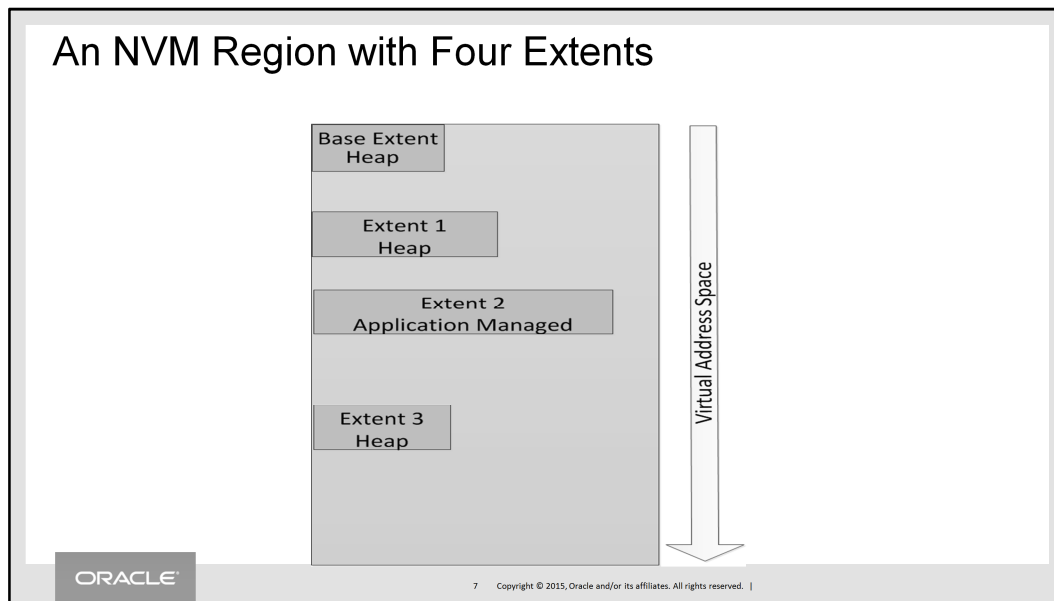 An NVM Region with Four Extents
Base Extent
Heap
Extent 1
Heap
Extent 2
Application Managed
Extent 3
Heap
Virtual Address Space
ORACLE®
7 Copyright © 2015, Oracle and/or its affiliates. All rights reserved. |